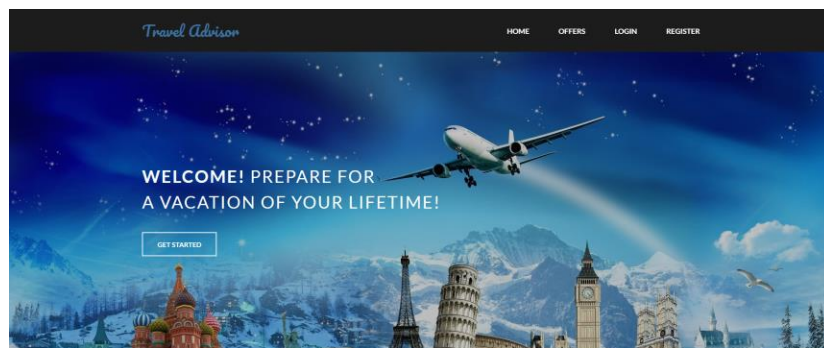 Travel Advisor
HOME OFFERS LOGIN REGISTER
WELCOME! PREPARE FOR
A VACATION OF YOUR LIFETIME!
GET STARTED